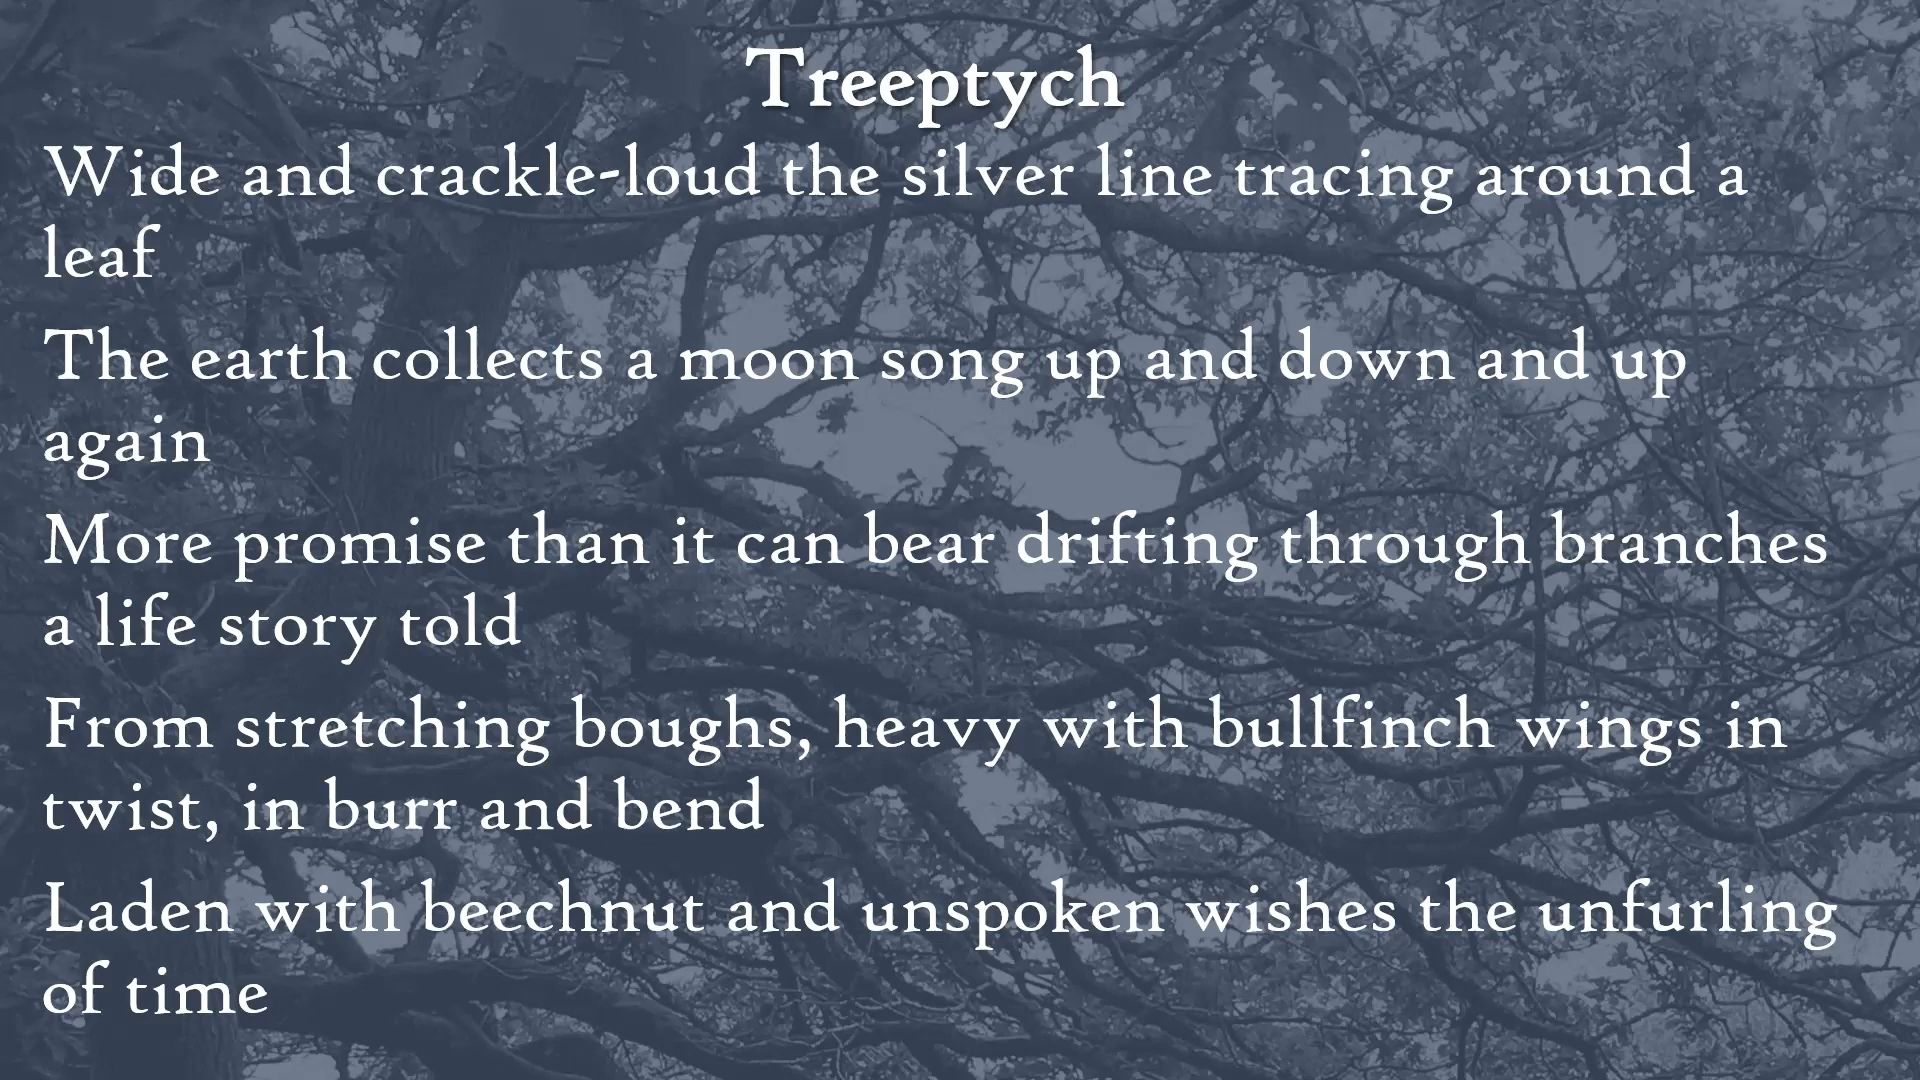 Treeptych
Wide and crackle-loud the silver line tracing around a
leaf
The earth collects a moon song up and down and up
again
More promise than it can bear drifting through branches
a life story told
From stretching boughs, heavy with bullfinch wings in
twist, in burr and bend
Laden with beechnut and unspoken wishes the unfurling
of time